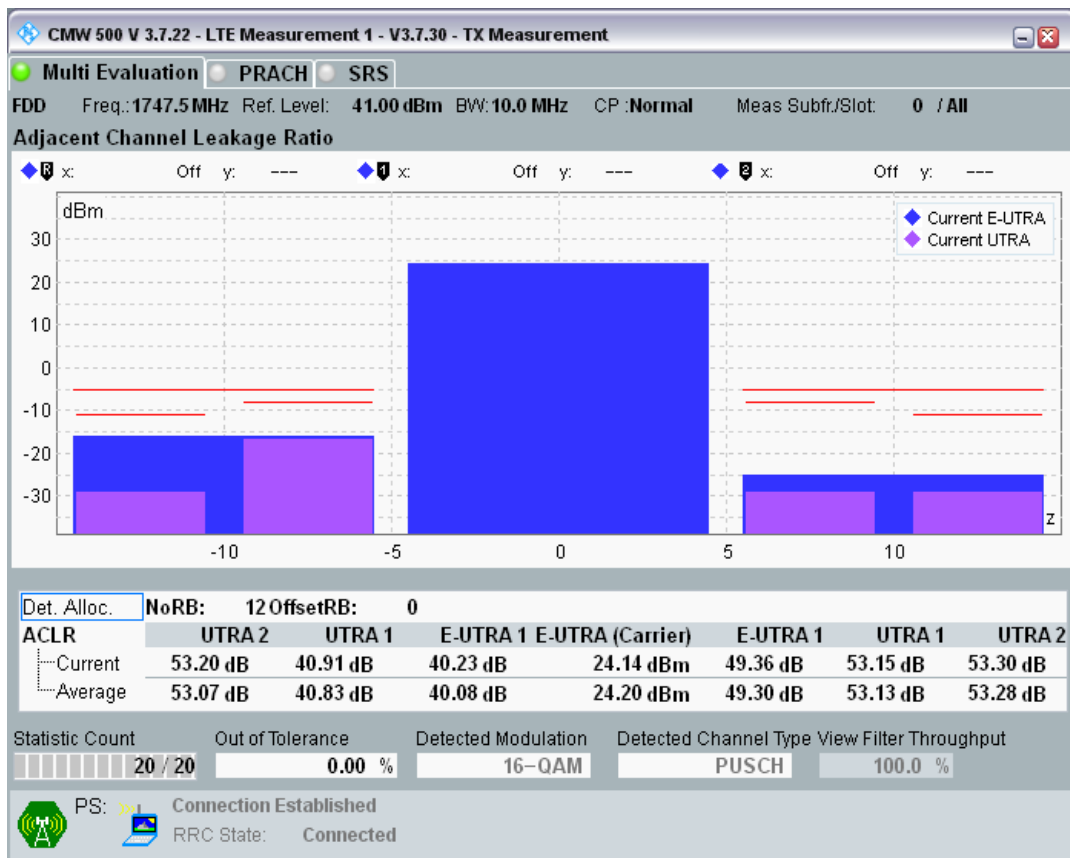 CMW 500 V 3.7.22 - LTE Measurement 1 - V3.7.30 - TX Measurement
Multi Evaluation PRACH SRS
FDD Freq.: 1747.5 MHz Ref. Level: 41.00 dBm BW: 10.0 MHz CP :Normal Meas Subfr./Slot: 0 / All
Adjacent Channel Leakage Ratio
R x: Off y: --- 1 x: Off y: --- 2 x: Off y: ---
dBm
Current E-UTRA
Current UTRA
30
20
10
0
-10
-20
-30
z
-10 -5 0 5 10
Det. Alloc. NoRB: 12 OffsetRB: 0
ACLR UTRA 2 UTRA 1 E-UTRA 1 E-UTRA (Carrier) E-UTRA 1 UTRA 1 UTRA 2
Current 53.20 dB 40.91 dB 40.23 dB 24.14 dBm 49.36 dB 53.15 dB 53.30 dB
Average 53.07 dB 40.83 dB 40.08 dB 24.20 dBm 49.30 dB 53.13 dB 53.28 dB
Statistic Count Out of Tolerance Detected Modulation Detected Channel Type View Filter Throughput
20 / 20 0.00 % 16-QAM PUSCH 100.0 %
PS: Connection Established
RRC State: Connected